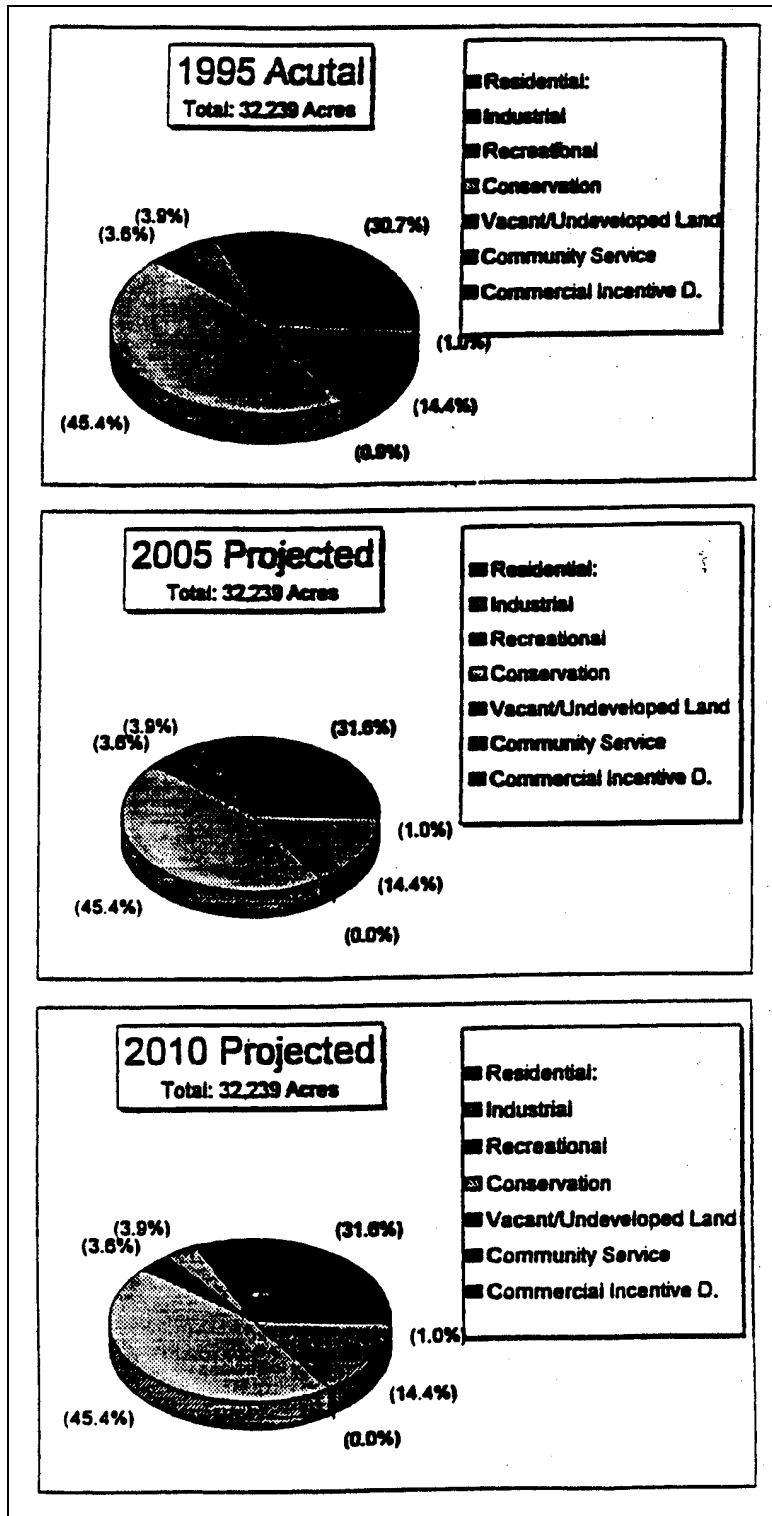 1995 Acutal
Total: 32,239 Acres
Residential:
Industrial
Recreational
Conservation
Vacant/Undeveloped Land
Community Service
Commercial Incentive D.
(3.9%)
(3.6%)
(30.7%)
(1.0%)
(14.4%)
(0.9%)
(45.4%)
2005 Projected
Total: 32,239 Acres
Residential:
Industrial
Recreational
Conservation
Vacant/Undeveloped Land
Community Service
Commercial Incentive D.
(3.9%)
(3.6%)
(31.6%)
(1.0%)
(14.4%)
(0.0%)
(45.4%)
2010 Projected
Total: 32,239 Acres
Residential:
Industrial
Recreational
Conservation
Vacant/Undeveloped Land
Community Service
Commercial Incentive D.
(3.9%)
(3.6%)
(31.6%)
(1.0%)
(14.4%)
(0.0%)
(45.4%)